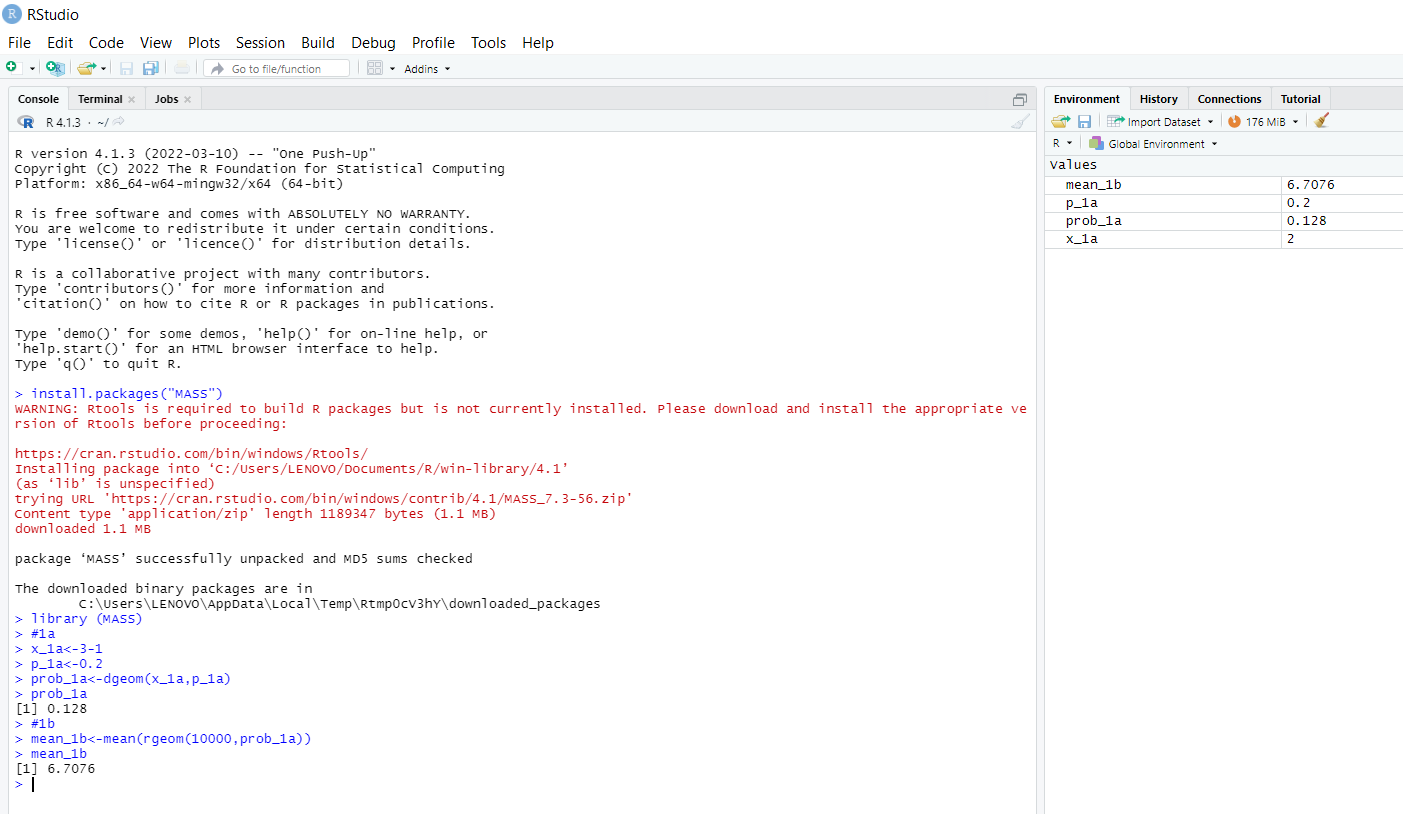 RStudio
File Edit Code View Plots Session Build Debug Profile Tools Help
Go to file/function Addins
Console Terminal Jobs
R 4.1.3 · ~/
R version 4.1.3 (2022-03-10) -- "One Push-Up"
Copyright (C) 2022 The R Foundation for Statistical Computing
Platform: x86_64-w64-mingw32/x64 (64-bit)
R is free software and comes with ABSOLUTELY NO WARRANTY.
You are welcome to redistribute it under certain conditions.
Type 'license()' or 'licence()' for distribution details.
R is a collaborative project with many contributors.
Type 'contributors()' for more information and
'citation()' on how to cite R or R packages in publications.
Type 'demo()' for some demos, 'help()' for on-line help, or
'help.start()' for an HTML browser interface to help.
Type 'q()' to quit R.
> install.packages("MASS")
WARNING: Rtools is required to build R packages but is not currently installed. Please download and install the appropriate ve
rsion of Rtools before proceeding:
https://cran.rstudio.com/bin/windows/Rtools/
Installing package into ‘C:/Users/LENOVO/Documents/R/win-library/4.1’
(as ‘lib’ is unspecified)
trying URL 'https://cran.rstudio.com/bin/windows/contrib/4.1/MASS_7.3-56.zip'
Content type 'application/zip' length 1189347 bytes (1.1 MB)
downloaded 1.1 MB
package ‘MASS’ successfully unpacked and MD5 sums checked
The downloaded binary packages are in
C:\Users\LENOVO\AppData\Local\Temp\Rtmp0cV3hY\downloaded_packages
> library (MASS)
> #1a
> x_1a<-3-1
> p_1a<-0.2
> prob_1a<-dgeom(x_1a,p_1a)
> prob_1a
[1] 0.128
> #1b
> mean_1b<-mean(rgeom(10000,prob_1a))
> mean_1b
[1] 6.7076
>
Environment History Connections Tutorial
Import Dataset 176 MiB
R Global Environment
Values
mean_1b 6.7076
p_1a 0.2
prob_1a 0.128
x_1a 2